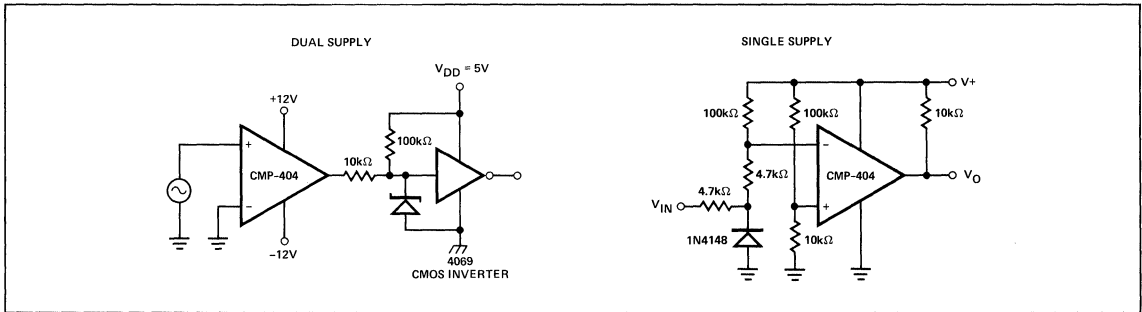 DUAL SUPPLY
V_DD = 5V
+12V
100kΩ
10kΩ
+
CMP-404
−
−12V
4069
CMOS INVERTER
SINGLE SUPPLY
V+
100kΩ
100kΩ
10kΩ
−
4.7kΩ
CMP-404
V_O
4.7kΩ
V_IN
+
1N4148
10kΩ